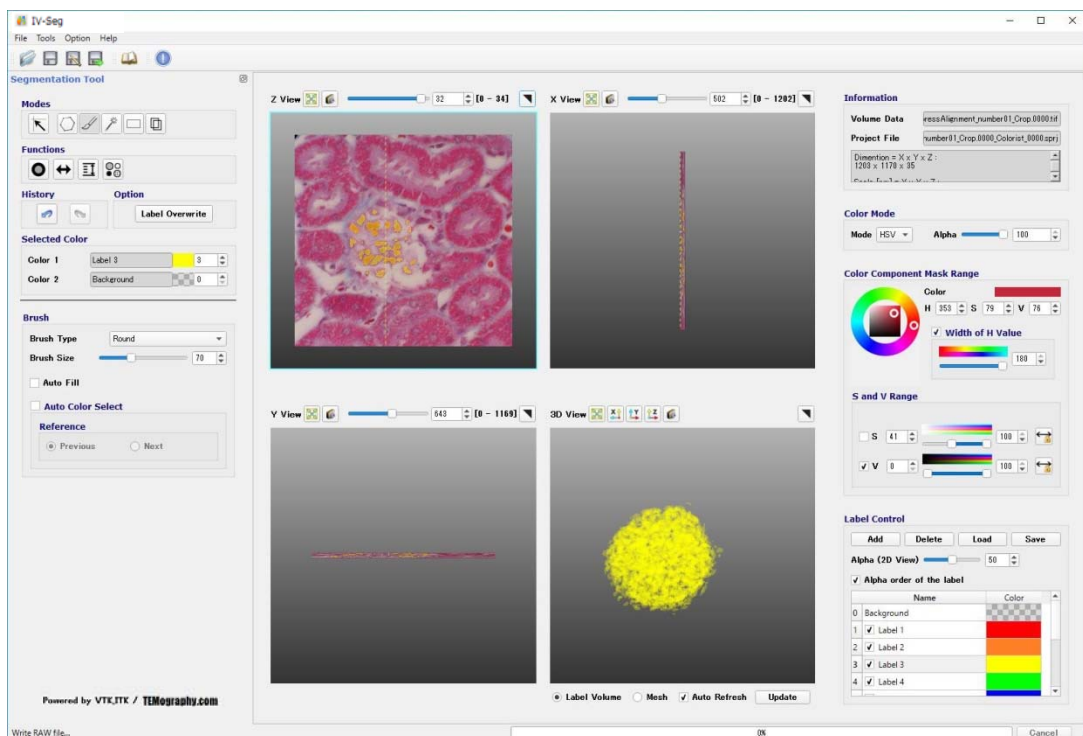 IV-Seg
File Tools Option Help
Segmentation Tool
Modes
Functions
History Option
Label Overwrite
Selected Color
Color 1 Label 3 3
Color 2 Background 0
Brush
Brush Type Round
Brush Size 70
Auto Fill
Auto Color Select
Reference
Previous Next
Powered by VTK,ITK / TEMography.com
Z View 32 [0 - 34]
X View 502 [0 - 1202]
Y View 643 [0 - 1169]
3D View
Label Volume Mesh Auto Refresh Update
Information
Volume Data ressAlignment_number01_Crop.0000.tif
Project File number01_Crop.0000_Colorist_0000.sprj
Dimention = X x Y x Z :
1203 x 1170 x 35
Color Mode
Mode HSV Alpha 100
Color Component Mask Range
Color
H 353 S 79 V 76
Width of H Value
180
S and V Range
S 41 100
V 0 100
Label Control
Add Delete Load Save
Alpha (2D View) 50
Alpha order of the label
Name Color
0 Background
1 Label 1
2 Label 2
3 Label 3
4 Label 4
Write RAW file... 0% Cancel